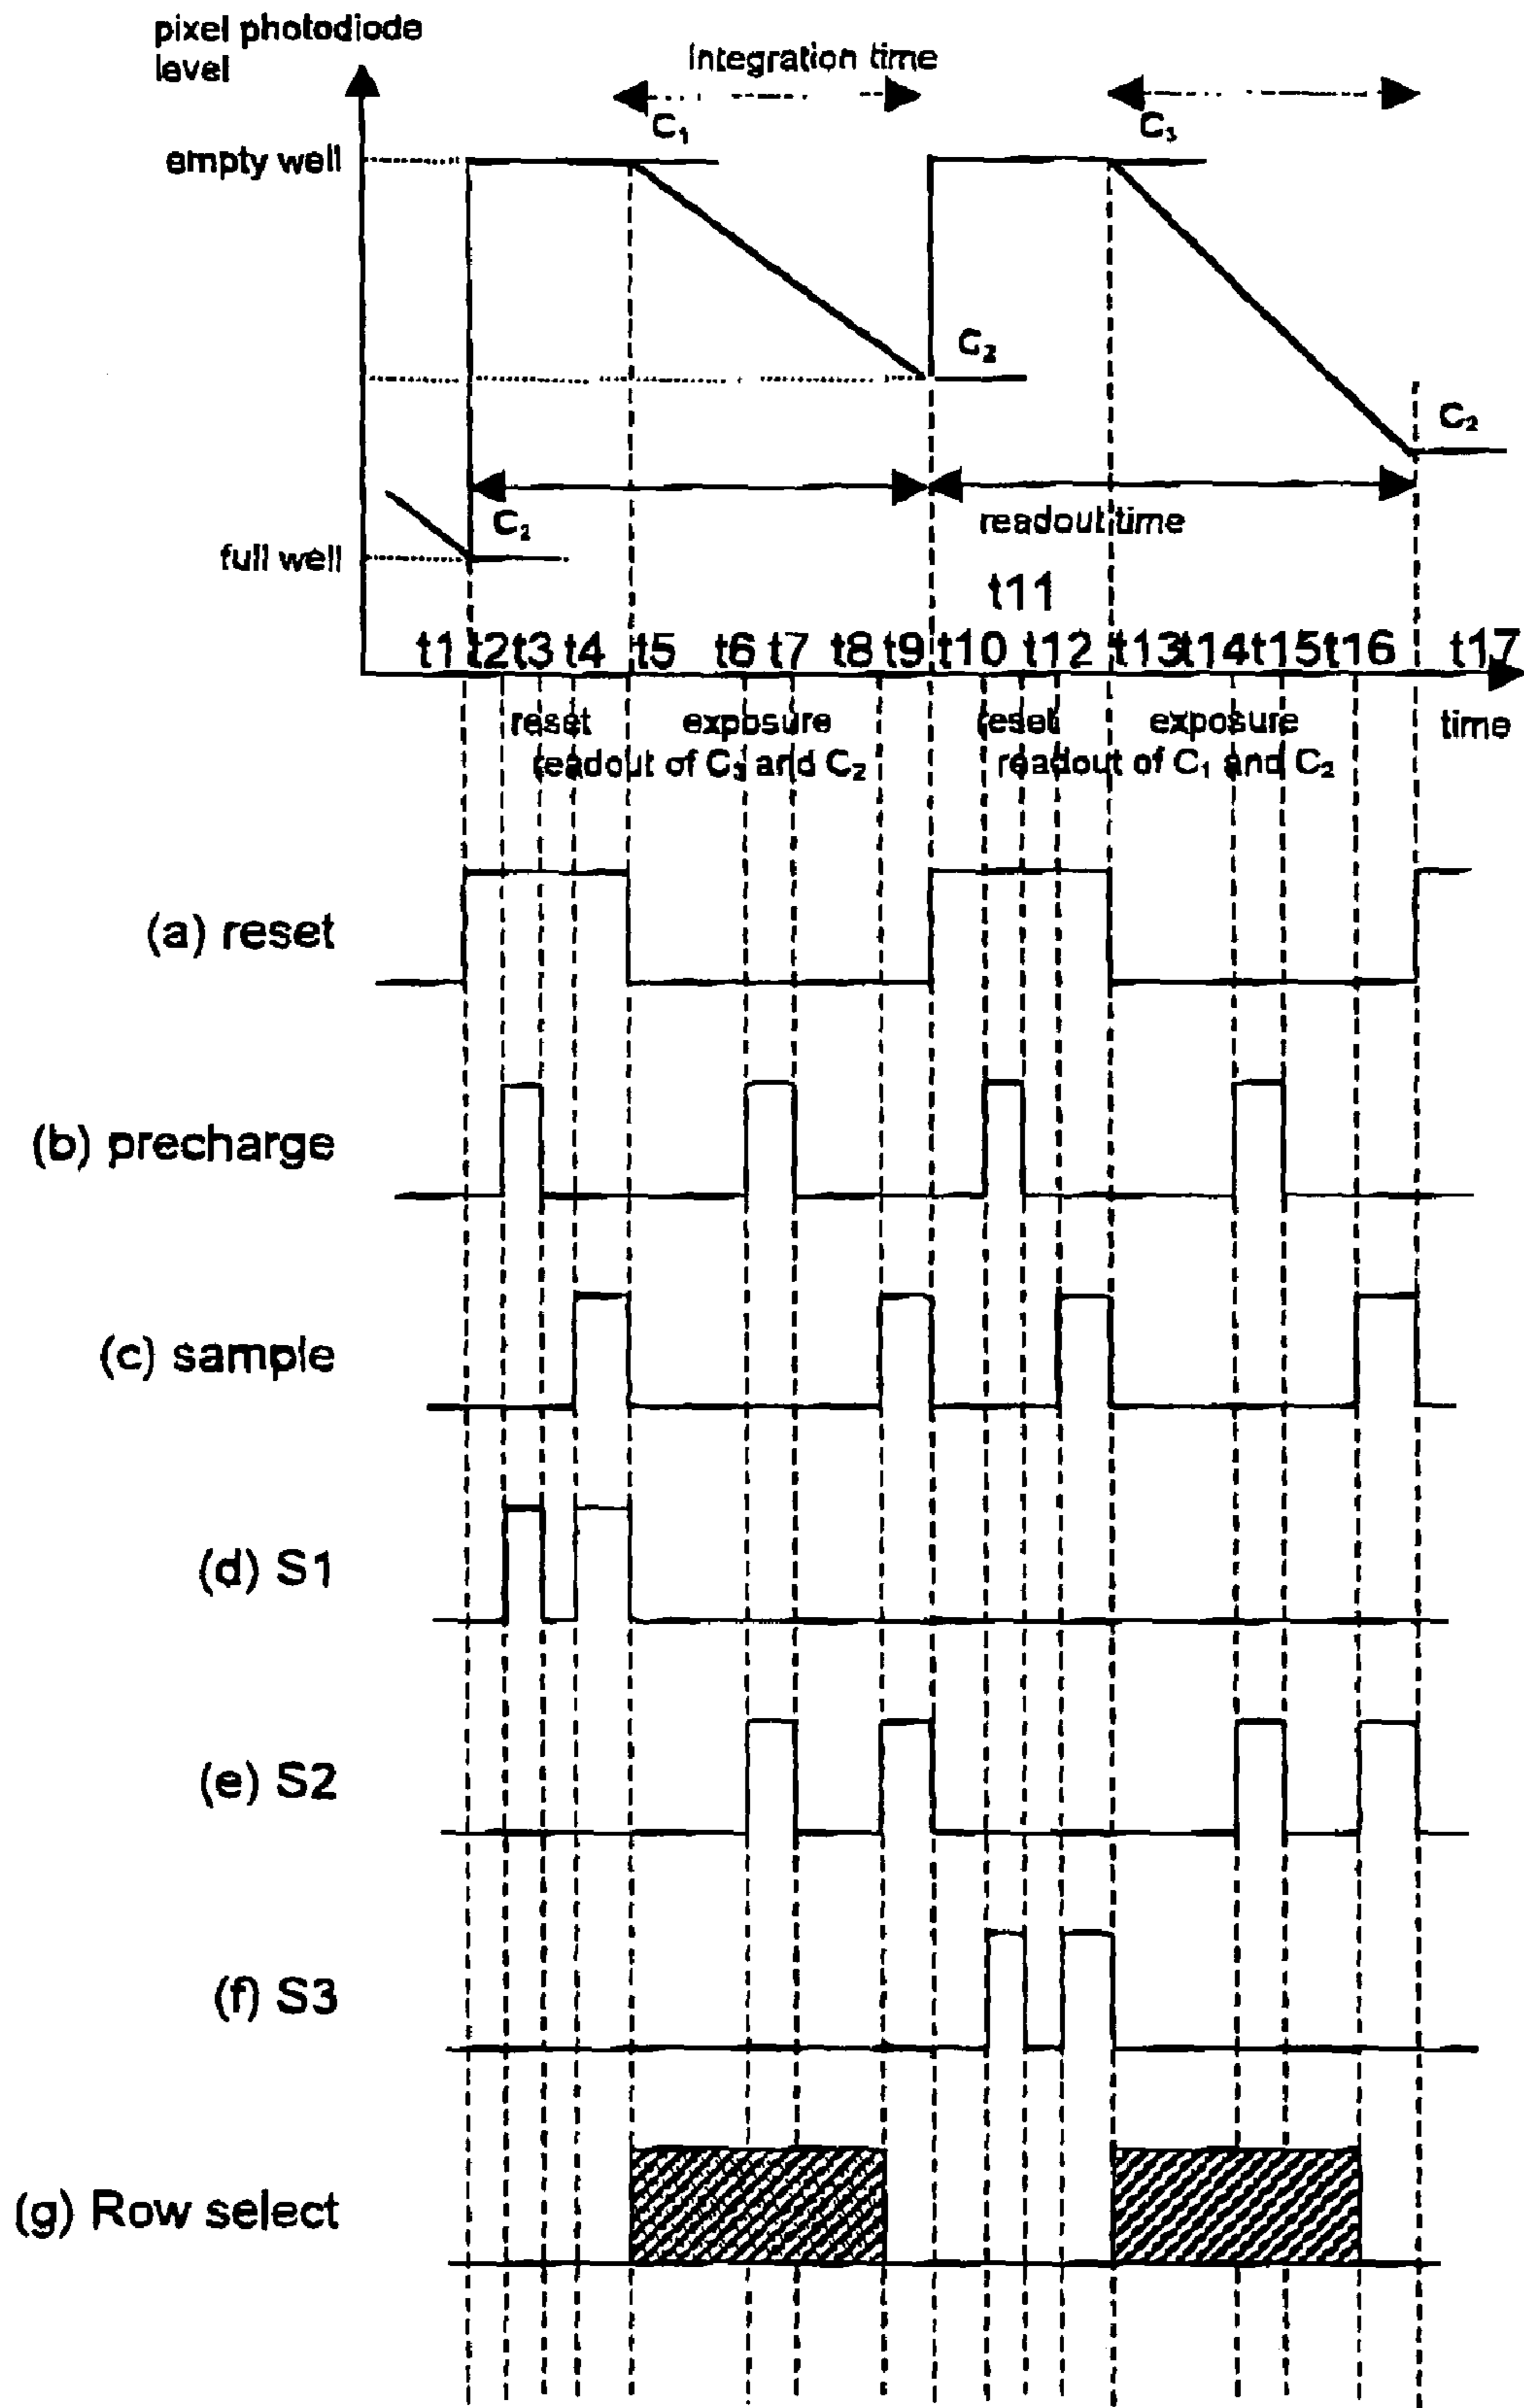 pixel photodiode
level
Integration time
C₁
C₃
empty well
C₂
C₂
C₂
readout time
full well
t11
t1 t2 t3 t4 t5 t6 t7 t8 t9 t10 t12 t13 t14 t15 t16 t17
reset exposure reset exposure time
readout of C₃ and C₂ readout of C₁ and C₂
(a) reset
(b) precharge
(c) sample
(d) S1
(e) S2
(f) S3
(g) Row select